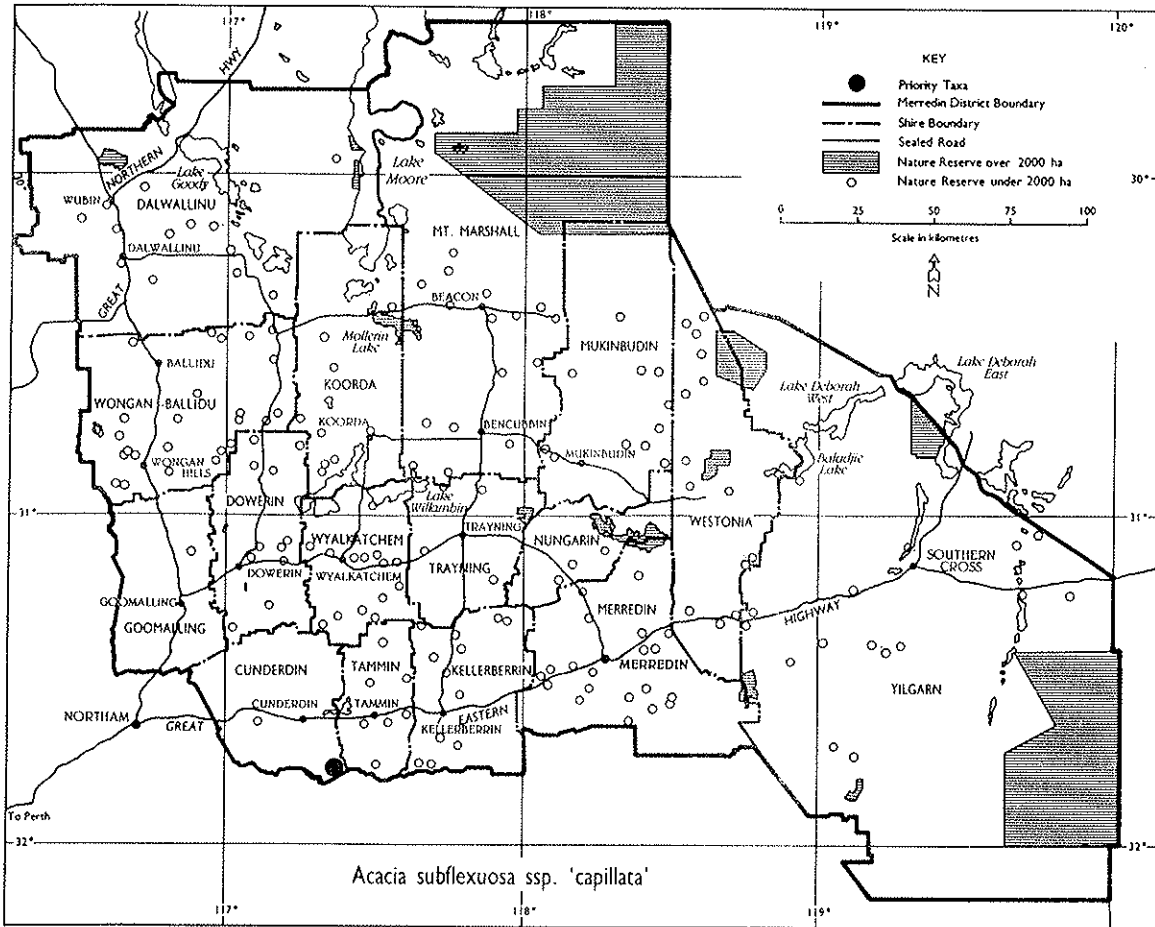 117°
118°
119°
120°
KEY
Priority Taxa
Merredin District Boundary
Shire Boundary
Sealed Road
Nature Reserve over 2000 ha
Nature Reserve under 2000 ha
0 25 50 75 100
Scale in kilometres
N
HWY
NORTHERN
GREAT
30°
30°
Lake Goody
Lake Moore
WUBIN
DALWALLINU
DALWALLINU
MT. MARSHALL
BEACON
Mollerin Lake
BALLIDU
KOORDA
MUKINBUDIN
Lake Deborah East
Lake Deborah West
WONGAN-BALLIDU
KOORDA
BENCUBBIN
WONGAN HILLS
MUKINBUDIN
Baladjie Lake
DOWERIN
Lake Wallambin
31°
31°
WYALKATCHEM
TRAYNING
NUNGARIN
WESTONIA
DOWERIN
WYALKATCHEM
TRAYNING
SOUTHERN CROSS
GOOMALLING
GOOMALLING
MERREDIN
HIGHWAY
CUNDERDIN
TAMMIN
KELLERBERRIN
MERREDIN
YILGARN
CUNDERDIN
TAMMIN
EASTERN
NORTHAM
GREAT
KELLERBERRIN
To Perth
32°
32°
Acacia subflexuosa ssp. 'capillata'
117°
118°
119°